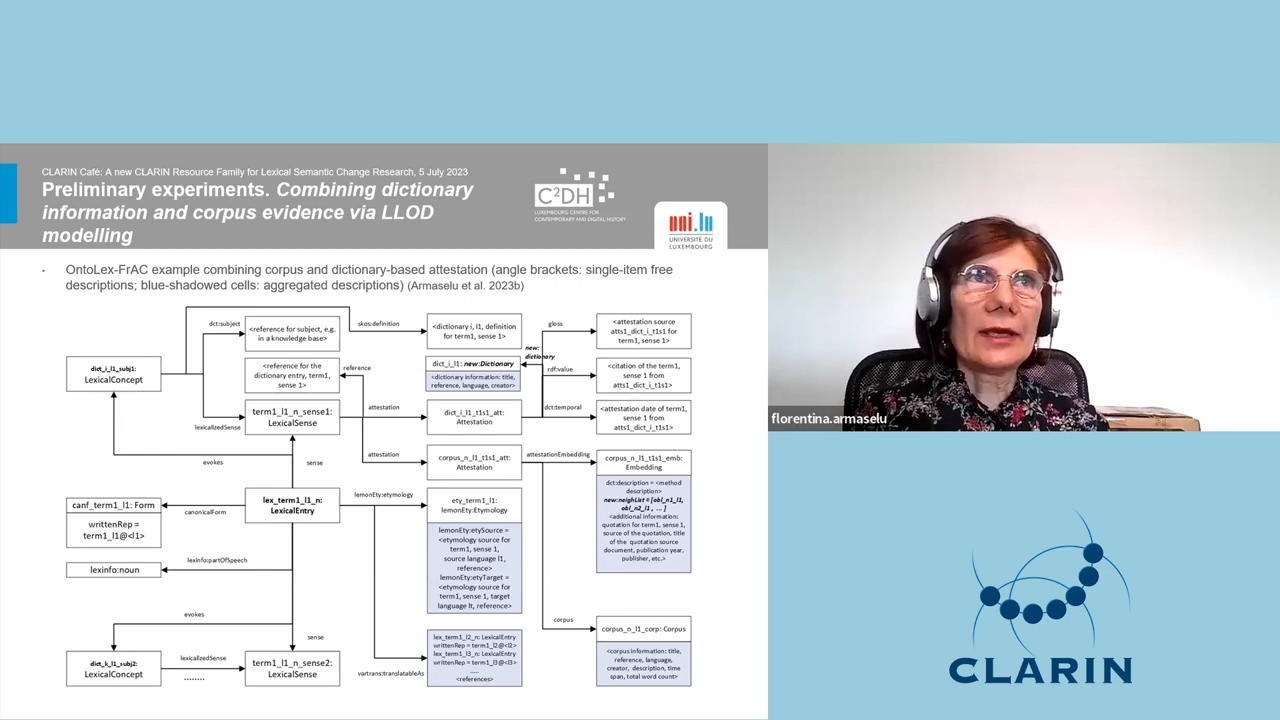 CLARIN Café: A new CLARIN Resource Family for Lexical Semantic Change Research, 5 July 2023
Preliminary experiments. Combining dictionary
information and corpus evidence via LLOD
modelling
C²DH
LUXEMBOURG CENTRE FOR
CONTEMPORARY AND DIGITAL HISTORY
uni.lu
UNIVERSITÉ DU
LUXEMBOURG
• OntoLex-FrAC example combining corpus and dictionary-based attestation (angle brackets: single-item free
descriptions; blue-shadowed cells: aggregated descriptions) (Armaselu et al. 2023b)
dct:subject
<reference for subject, e.g.
in a knowledge base>
skos:definition
<dictionary i, l1, definition
for term1, sense 1>
gloss
<attestation source
atts1_dict_i_t1s1 for
term1, sense 1>
dict_i_l1_subj1:
LexicalConcept
<reference for the
dictionary entry, term1,
sense 1>
reference
dict_i_l1: new:Dictionary
<dictionary information: title,
reference, language, creator>
new:
dictionary
rdf:value
<citation of the term1,
sense 1 from
atts1_dict_i_t1s1>
lexicalizedSense
term1_l1_n_sense1:
LexicalSense
attestation
dict_i_l1_t1s1_att:
Attestation
dct:temporal
<attestation date of term1,
sense 1 from
atts1_dict_i_t1s1>
evokes
sense
attestation
corpus_n_l1_t1s1_att:
Attestation
attestationEmbedding
corpus_n_l1_t1s1_emb:
Embedding
dct:description = <method
description>
new:neighList = [obl_n1_l1,
obl_n2_l1 , ... ]
<additional information:
quotation for term1, sense 1,
source of the quotation, title
of the quotation source
document, publication year,
publisher, etc.>
canf_term1_l1: Form
writtenRep =
term1_l1@<l1>
canonicalForm
lex_term1_l1_n:
LexicalEntry
lemonEty:etymology
ety_term1_l1:
lemonEty:Etymology
lemonEty:etySource =
<etymology source for
term1, sense 1,
source language l1,
reference>
lemonEty:etyTarget =
<etymology source for
term1, sense 1, target
language lt, reference>
lexinfo:noun
lexinfo:partOfSpeech
evokes
sense
corpus
corpus_n_l1_corp: Corpus
<corpus information: title,
reference, language,
creator, description, time
span, total word count>
dict_k_l1_subj2:
LexicalConcept
lexicalizedSense
........
term1_l1_n_sense2:
LexicalSense
vartrans:translatableAs
lex_term1_l2_n: LexicalEntry
writtenRep = term1_l2@<l2>
lex_term1_l3_n: LexicalEntry
writtenRep = term1_l3@<l3>
.....
<references>
florentina.armaselu
CLARIN